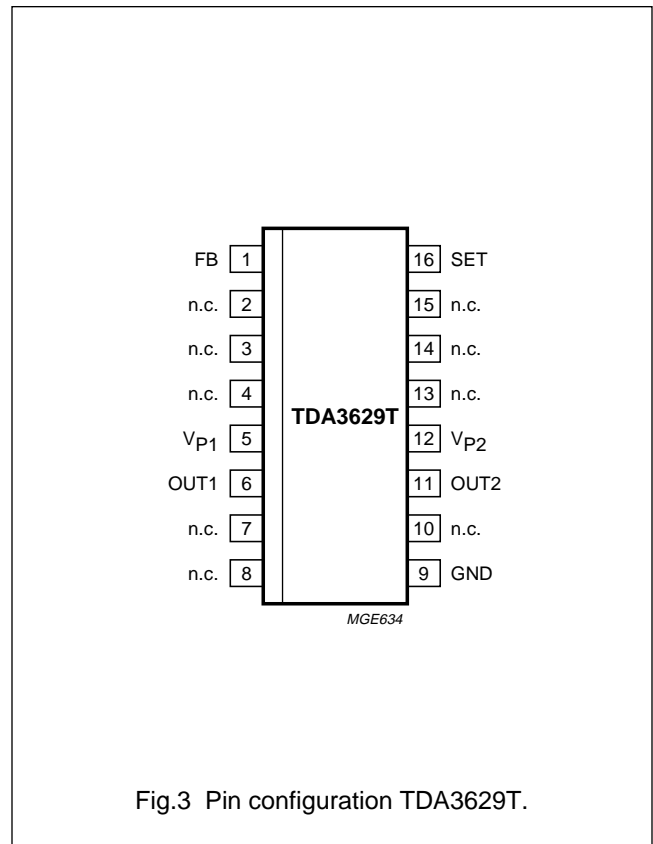 FB 1 16 SET
n.c. 2 15 n.c.
n.c. 3 14 n.c.
n.c. 4 13 n.c.
TDA3629T
VP1 5 12 VP2
OUT1 6 11 OUT2
n.c. 7 10 n.c.
n.c. 8 9 GND
MGE634
Fig.3 Pin configuration TDA3629T.